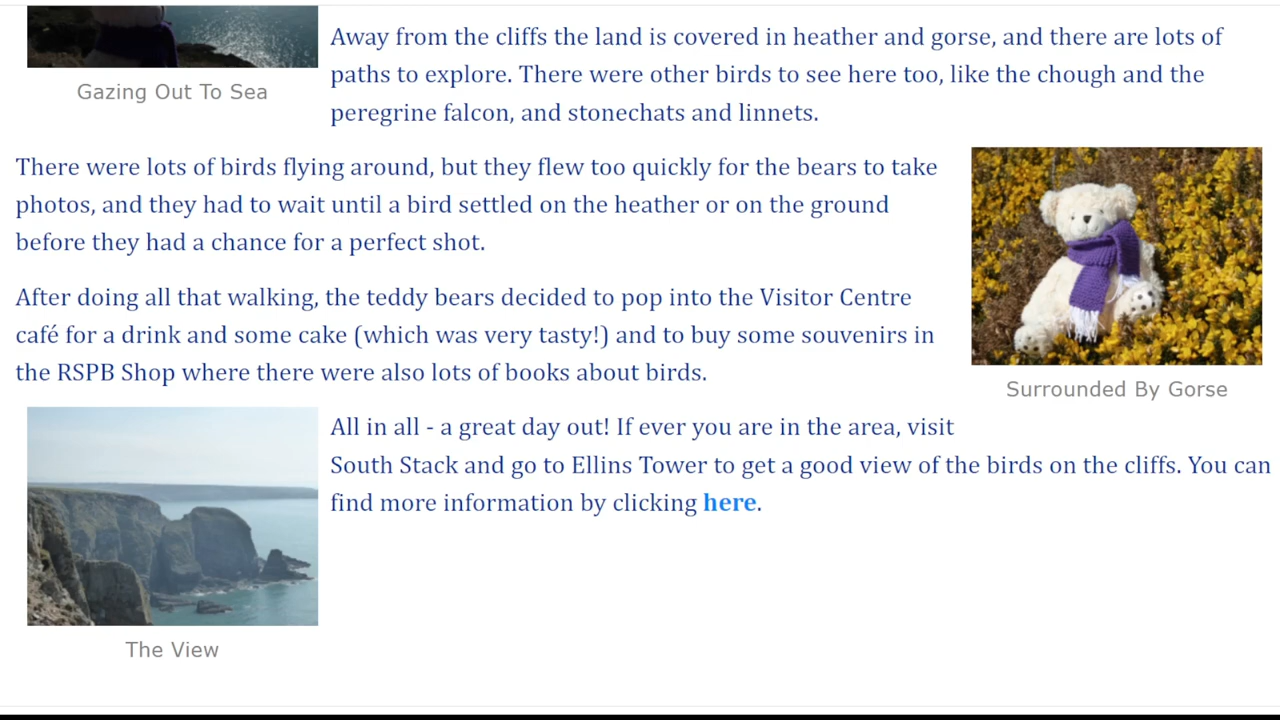 Away from the cliffs the land is covered in heather and gorse, and there are lots of
paths to explore. There were other birds to see here too, like the chough and the
peregrine falcon, and stonechats and linnets.
Gazing Out To Sea
There were lots of birds flying around, but they flew too quickly for the bears to take
photos, and they had to wait until a bird settled on the heather or on the ground
before they had a chance for a perfect shot.
After doing all that walking, the teddy bears decided to pop into the Visitor Centre
café for a drink and some cake (which was very tasty!) and to buy some souvenirs in
the RSPB Shop where there were also lots of books about birds.
Surrounded By Gorse
All in all - a great day out! If ever you are in the area, visit
South Stack and go to Ellins Tower to get a good view of the birds on the cliffs. You can
find more information by clicking here.
The View